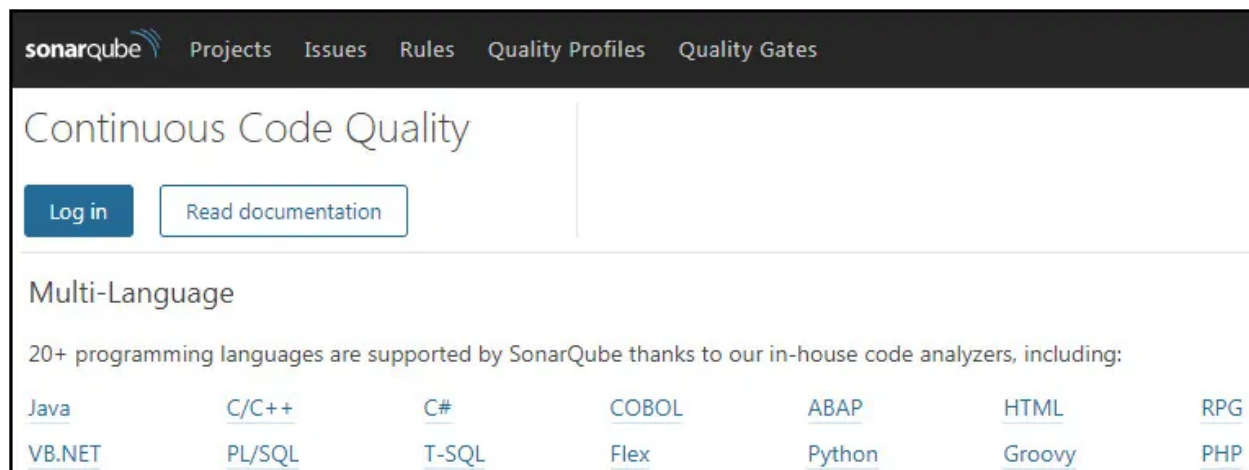 sonarqube Projects Issues Rules Quality Profiles Quality Gates
Continuous Code Quality
Log in Read documentation
Multi-Language
20+ programming languages are supported by SonarQube thanks to our in-house code analyzers, including:
Java C/C++ C# COBOL ABAP HTML RPG
VB.NET PL/SQL T-SQL Flex Python Groovy PHP